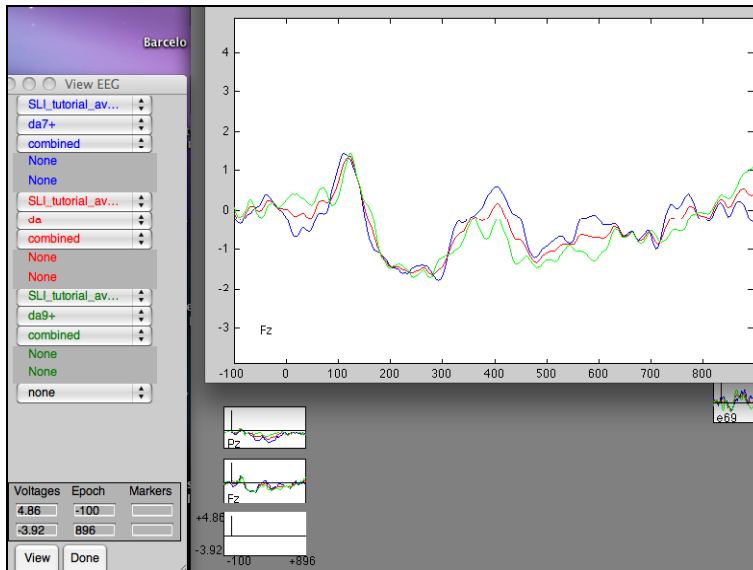 Barcelo
View EEG
SLI_tutorial_av...
da7+
combined
None
None
SLI_tutorial_av...
da
combined
None
None
SLI_tutorial_av...
da9+
combined
None
None
none
Voltages Epoch Markers
4.86 -100
-3.92 896
View Done
4
3
2
1
0
-1
-2
-3
Fz
-100 0 100 200 300 400 500 600 700 800
e69
Pz
Fz
+4.86
-3.92
-100 +896